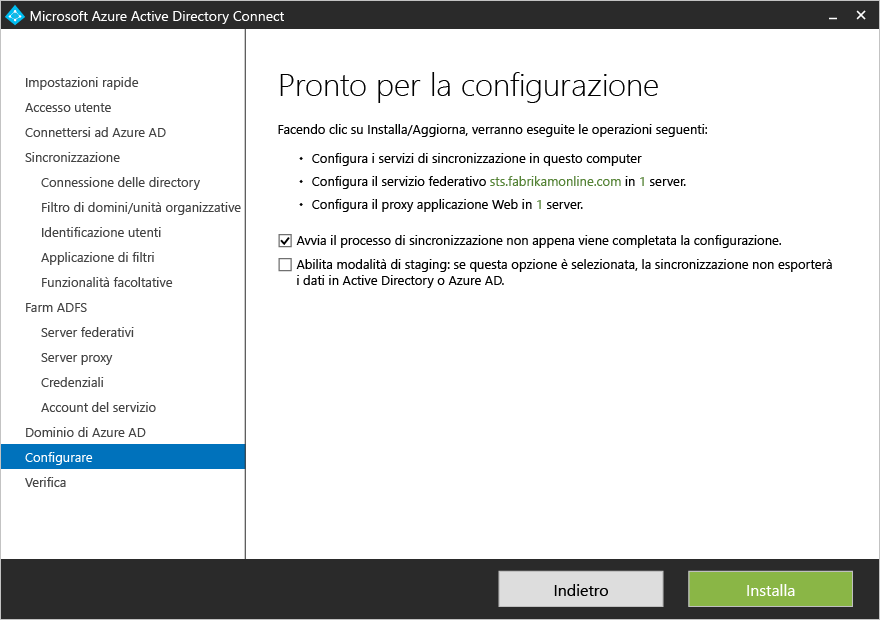 Microsoft Azure Active Directory Connect
Impostazioni rapide
Accesso utente
Connettersi ad Azure AD
Sincronizzazione
Connessione delle directory
Filtro di domini/unità organizzative
Identificazione utenti
Applicazione di filtri
Funzionalità facoltative
Farm ADFS
Server federativi
Server proxy
Credenziali
Account del servizio
Dominio di Azure AD
Configurare
Verifica
Pronto per la configurazione
Facendo clic su Installa/Aggiorna, verranno eseguite le operazioni seguenti:
• Configura i servizi di sincronizzazione in questo computer
• Configura il servizio federativo sts.fabrikamonline.com in 1 server.
• Configura il proxy applicazione Web in 1 server.
Avvia il processo di sincronizzazione non appena viene completata la configurazione.
Abilita modalità di staging: se questa opzione è selezionata, la sincronizzazione non esporterà
i dati in Active Directory o Azure AD.
Indietro
Installa